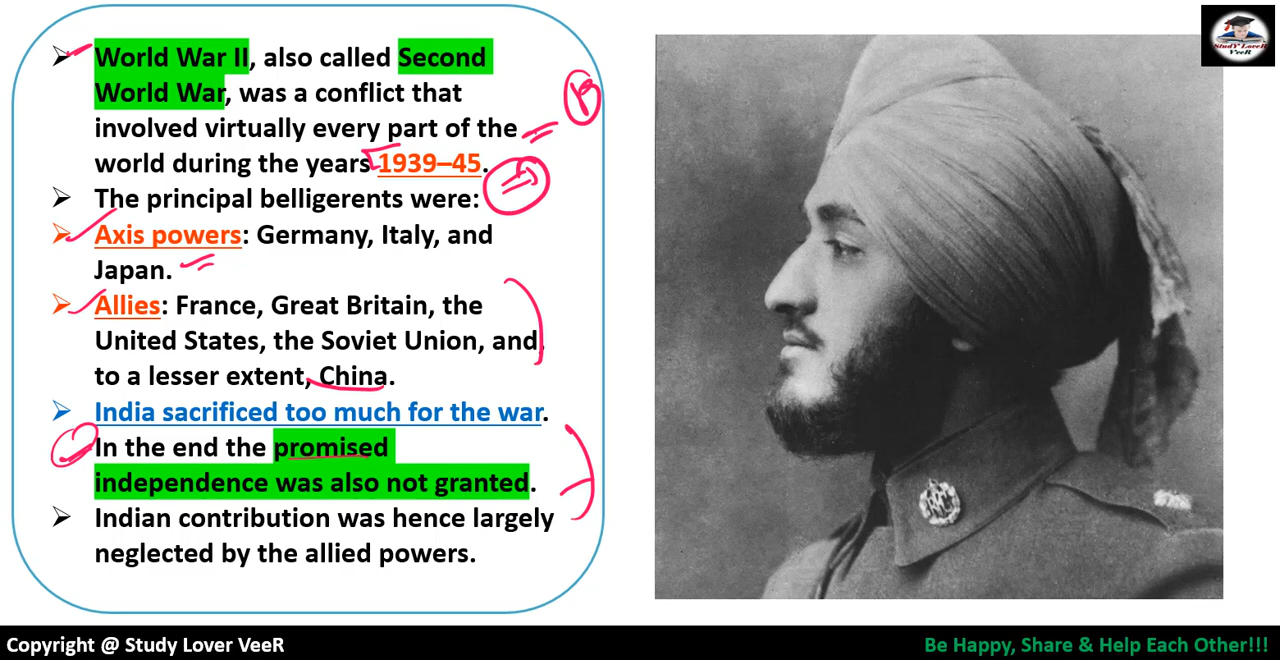 World War II, also called Second
World War, was a conflict that
involved virtually every part of the
world during the years 1939–45.
The principal belligerents were:
Axis powers: Germany, Italy, and
Japan.
Allies: France, Great Britain, the
United States, the Soviet Union, and,
to a lesser extent, China.
India sacrificed too much for the war.
In the end the promised
independence was also not granted.
Indian contribution was hence largely
neglected by the allied powers.
StudY LoveR
VeeR
Copyright @ Study Lover VeeR
Be Happy, Share & Help Each Other!!!